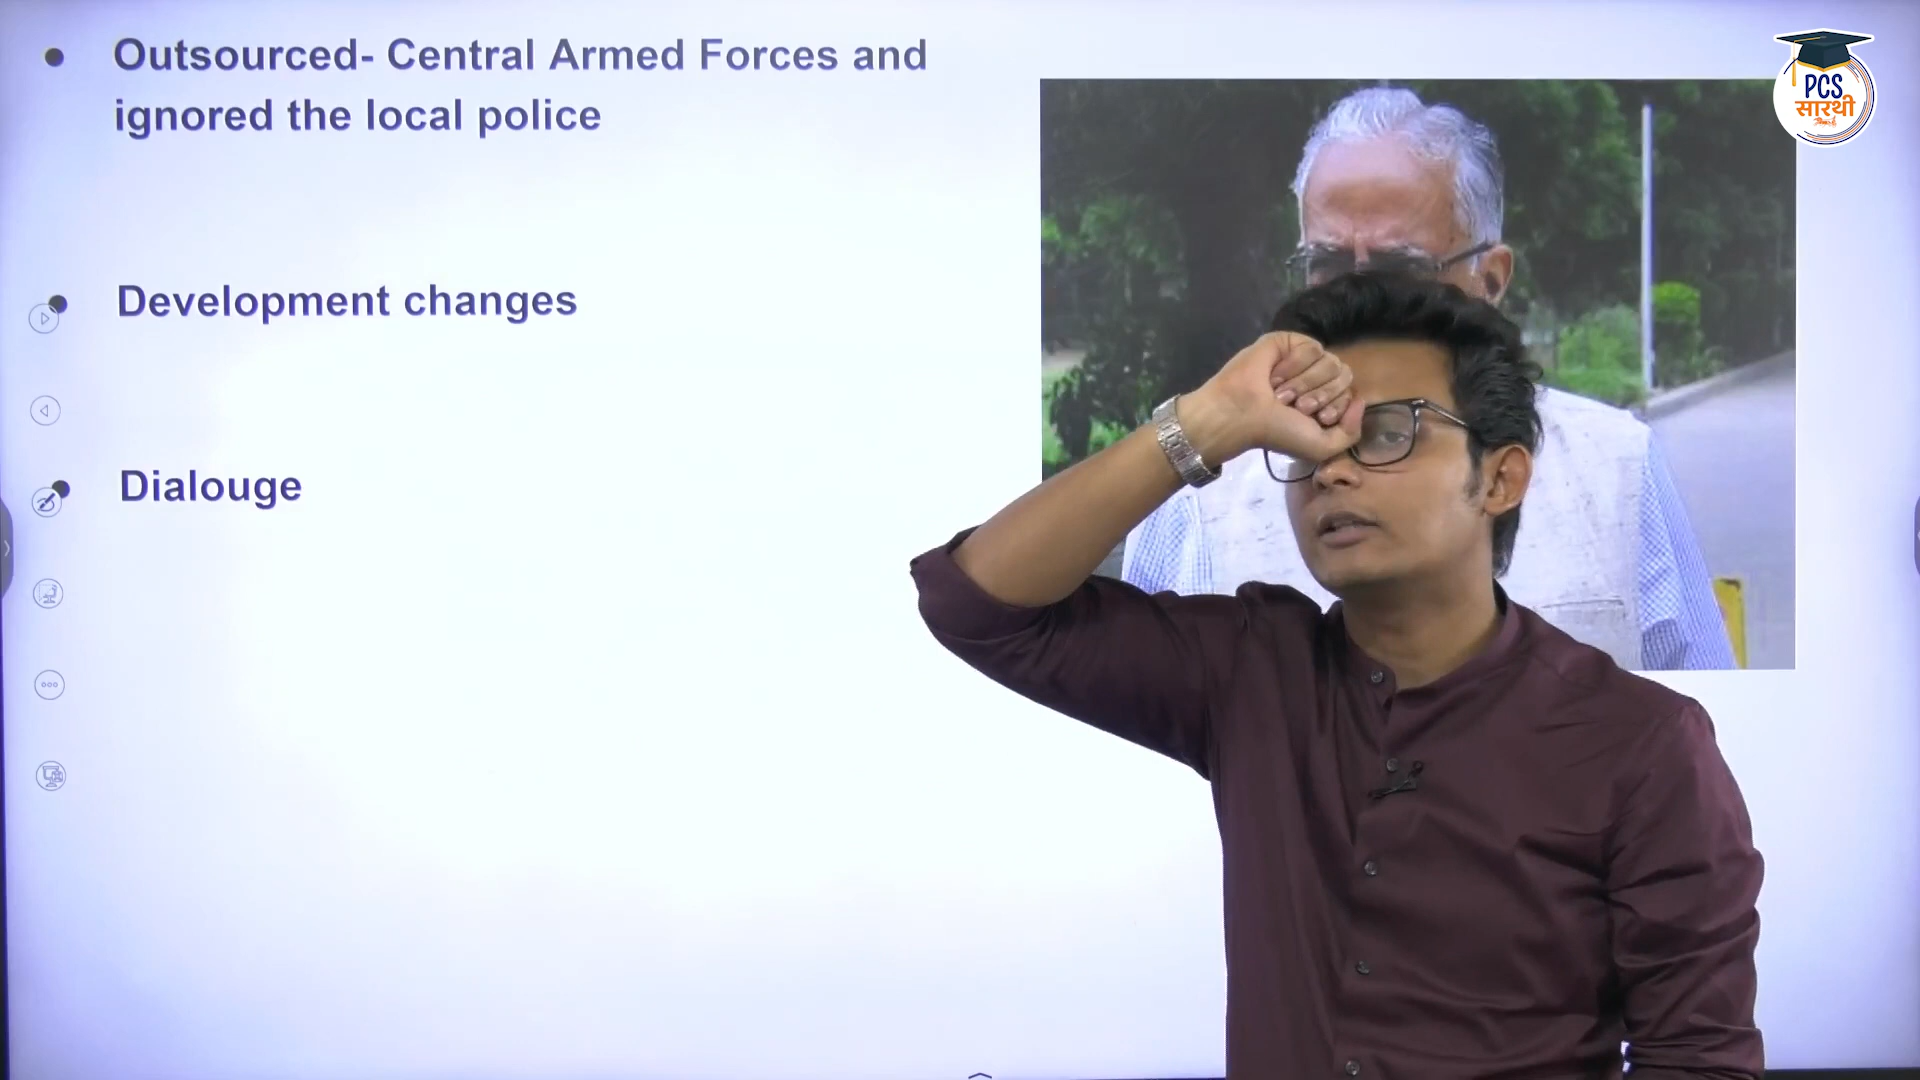 Outsourced- Central Armed Forces and
ignored the local police
Development changes
Dialouge
PCS
सारथी